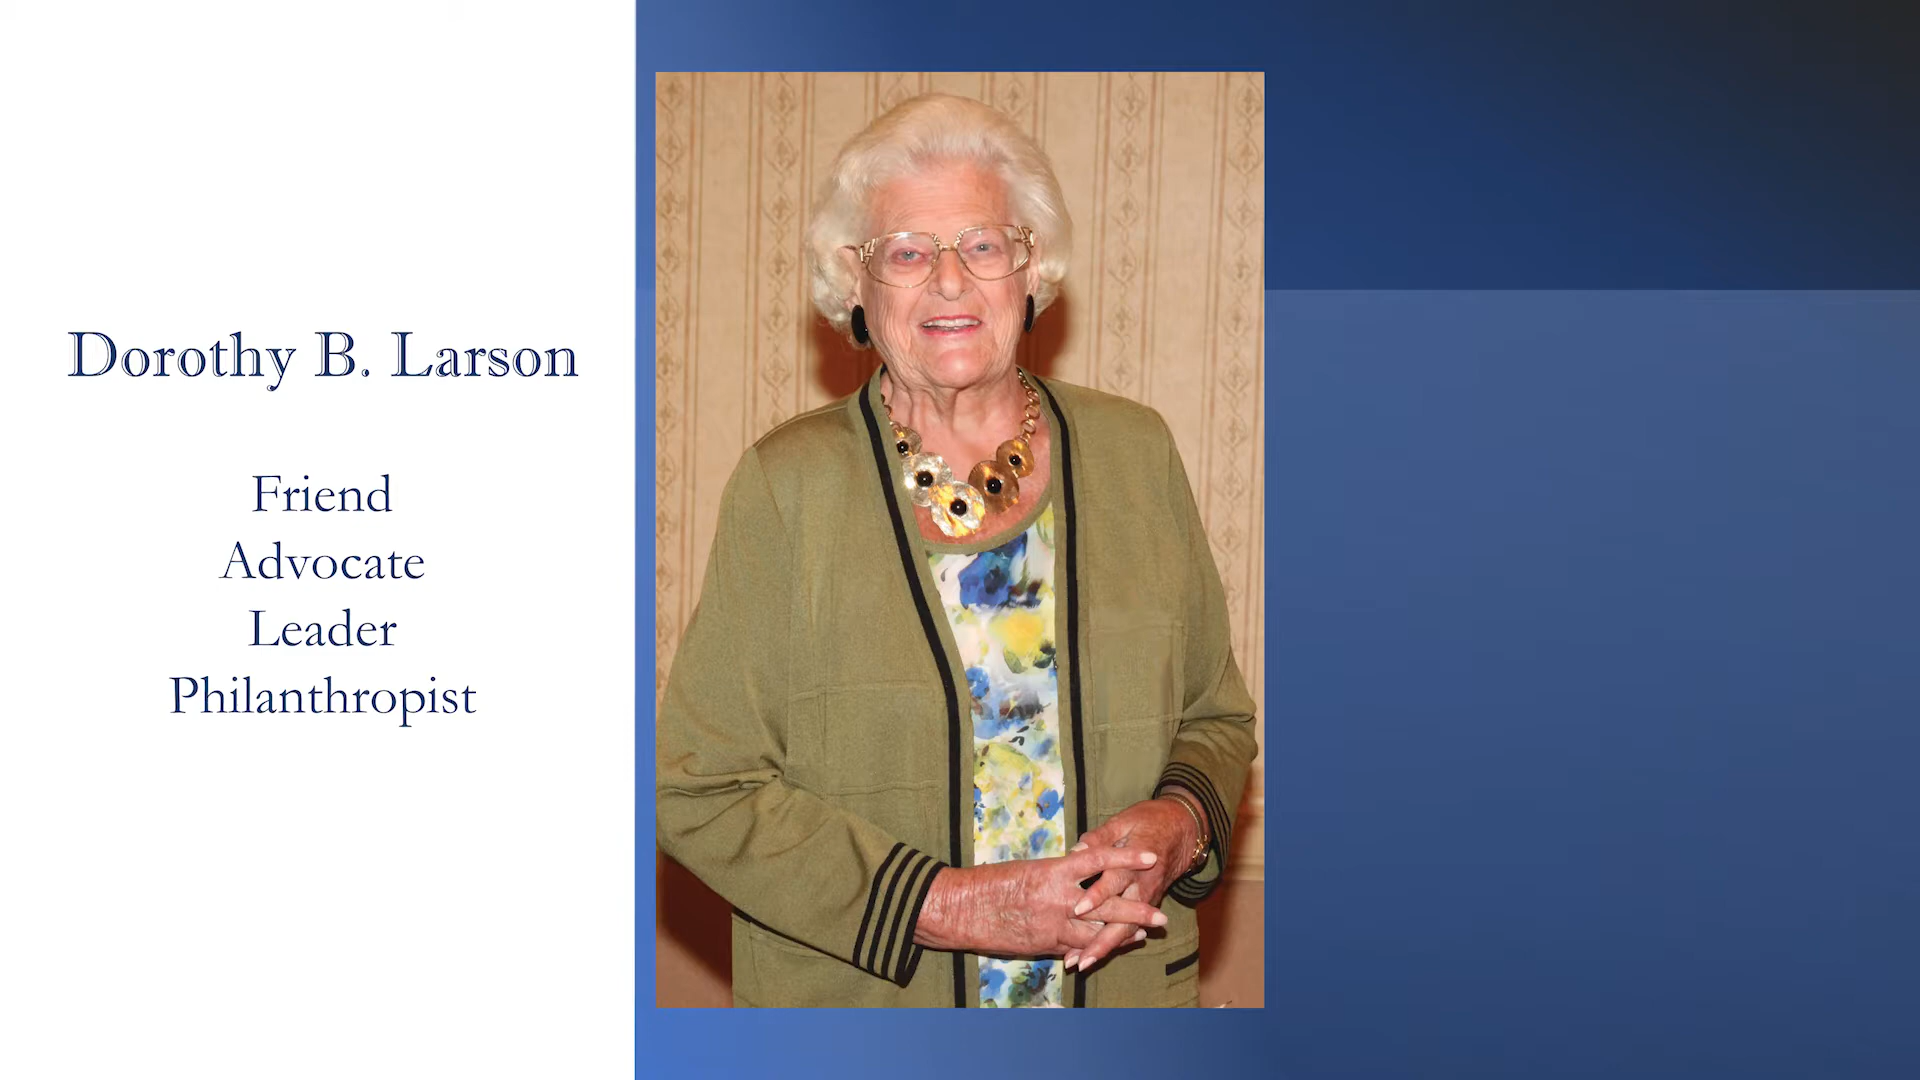 Dorothy B. Larson
Friend
Advocate
Leader
Philanthropist